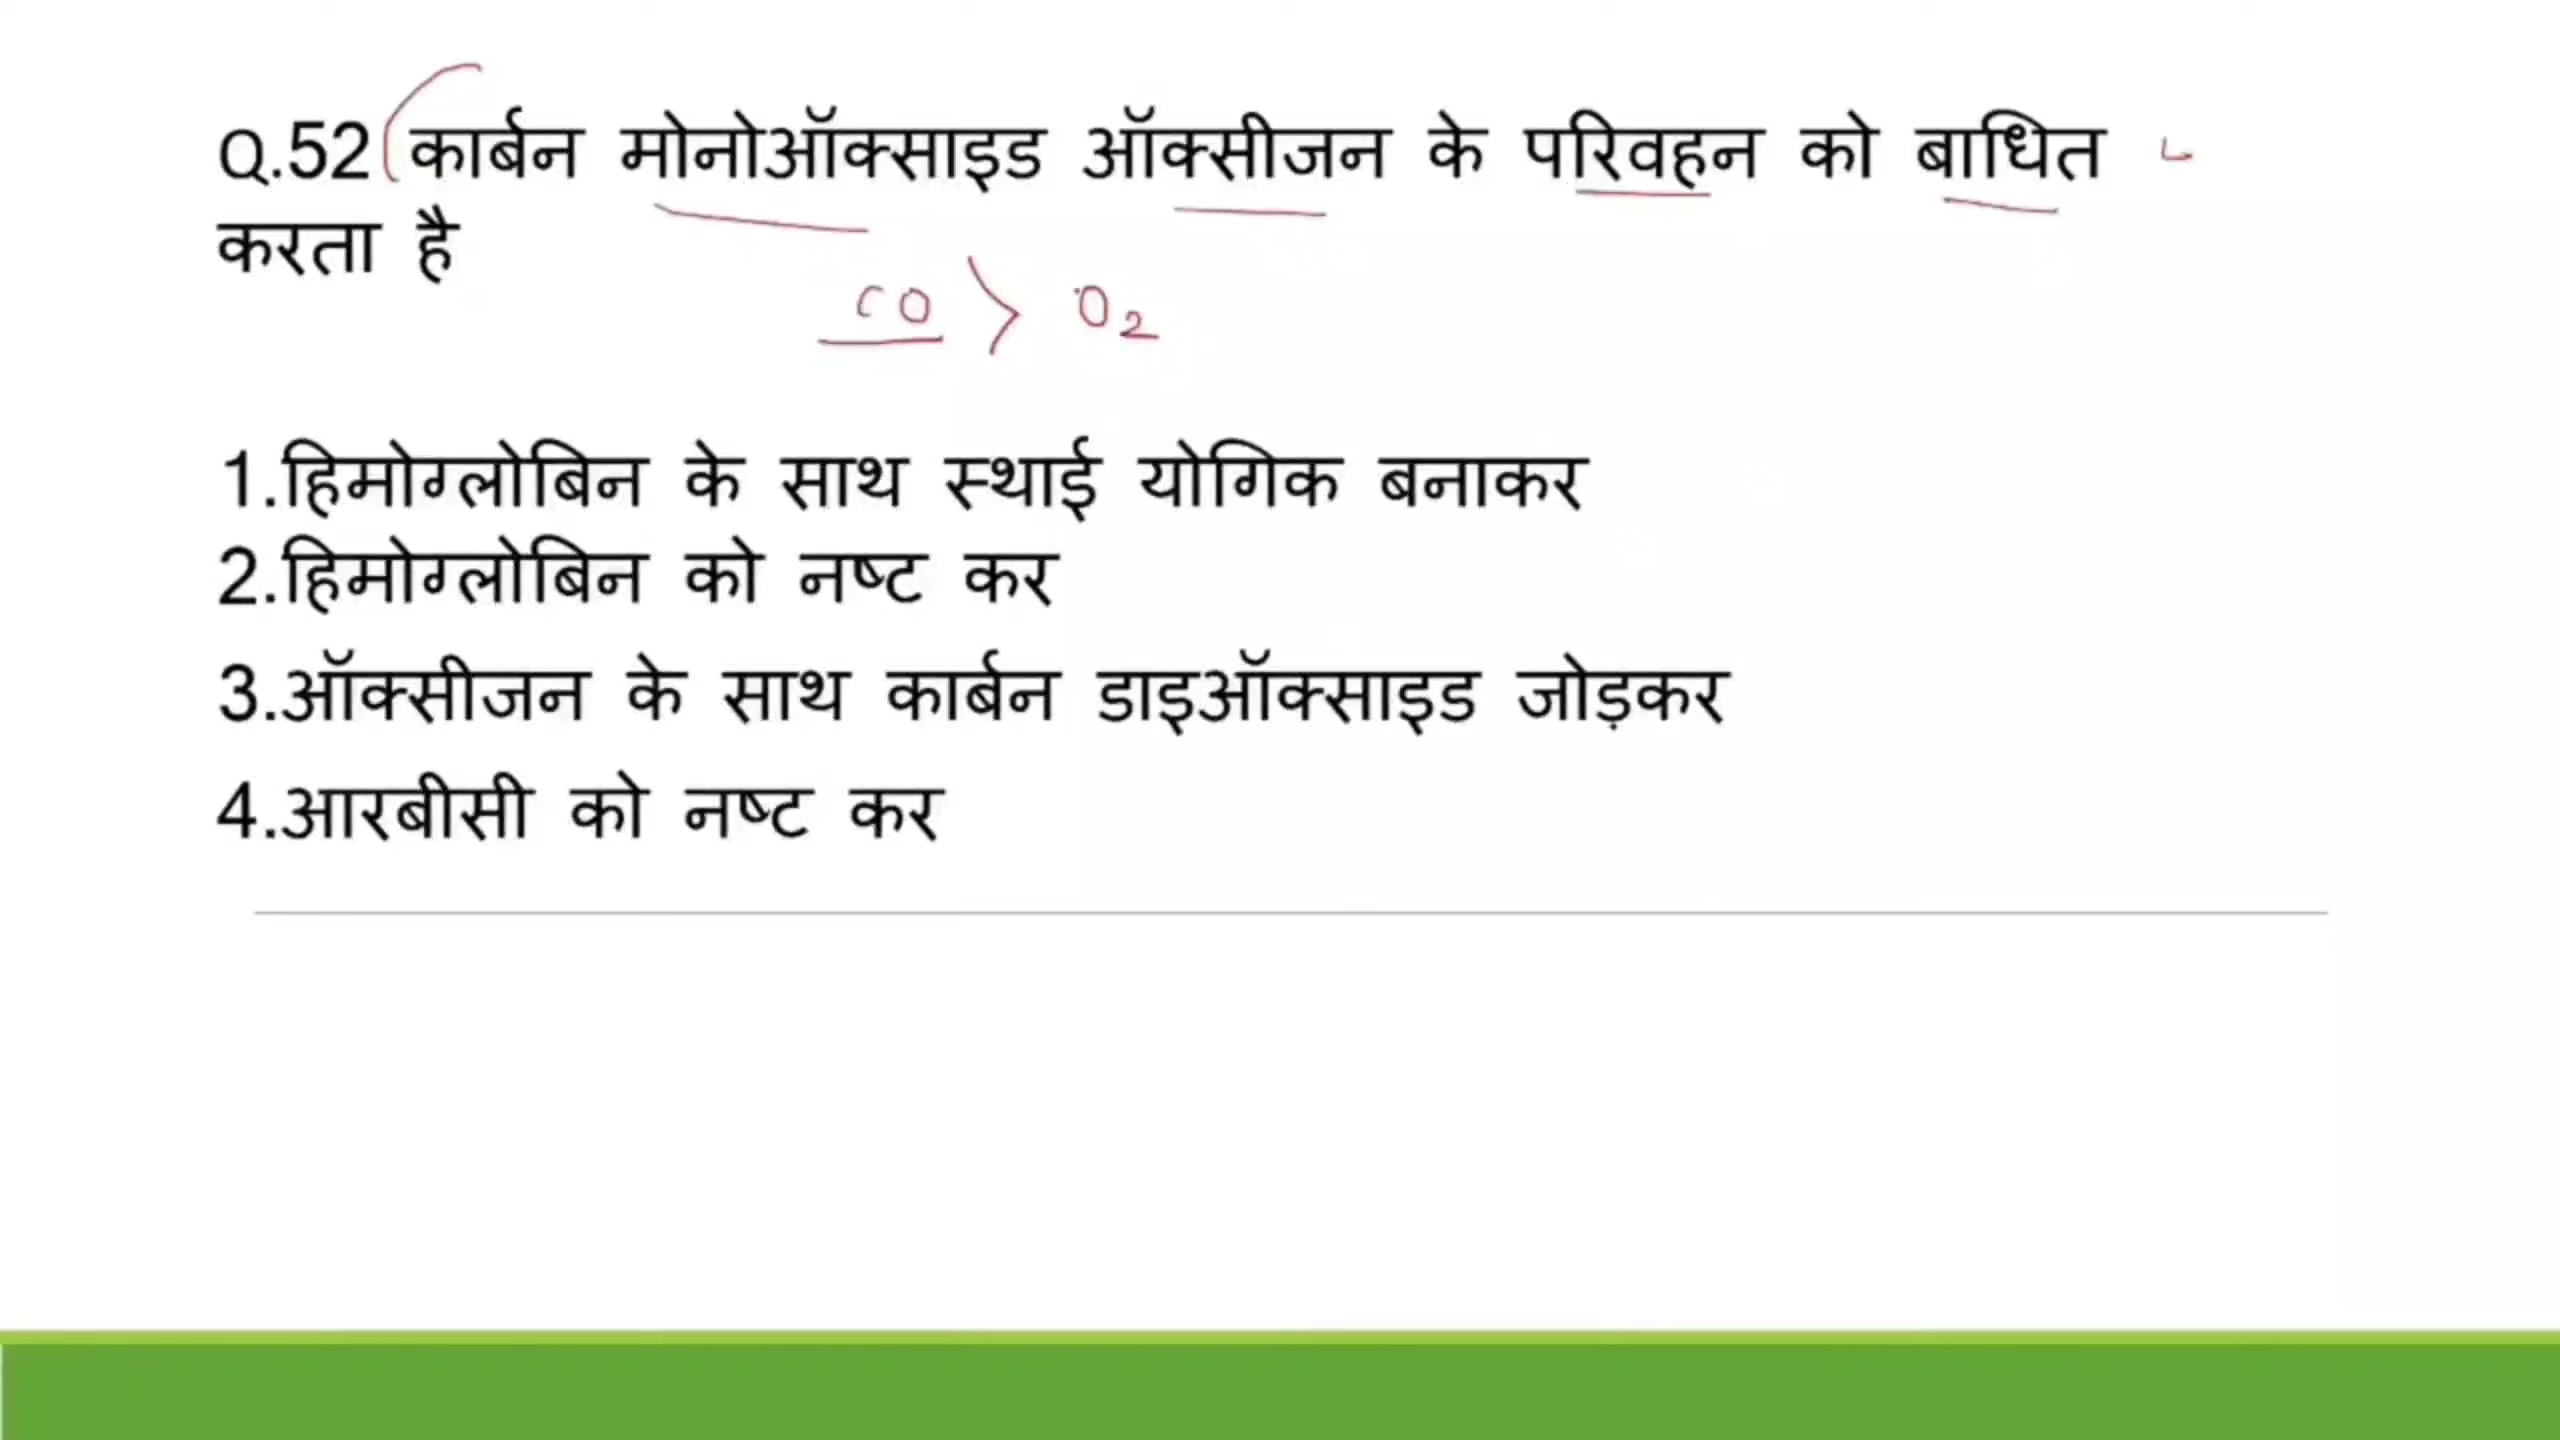 Q.52 कार्बन मोनोऑक्साइड ऑक्सीजन के परिवहन को बाधित
करता है
CO > O2
1.हिमोग्लोबिन के साथ स्थाई योगिक बनाकर
2.हिमोग्लोबिन को नष्ट कर
3.ऑक्सीजन के साथ कार्बन डाइऑक्साइड जोड़कर
4.आरबीसी को नष्ट कर